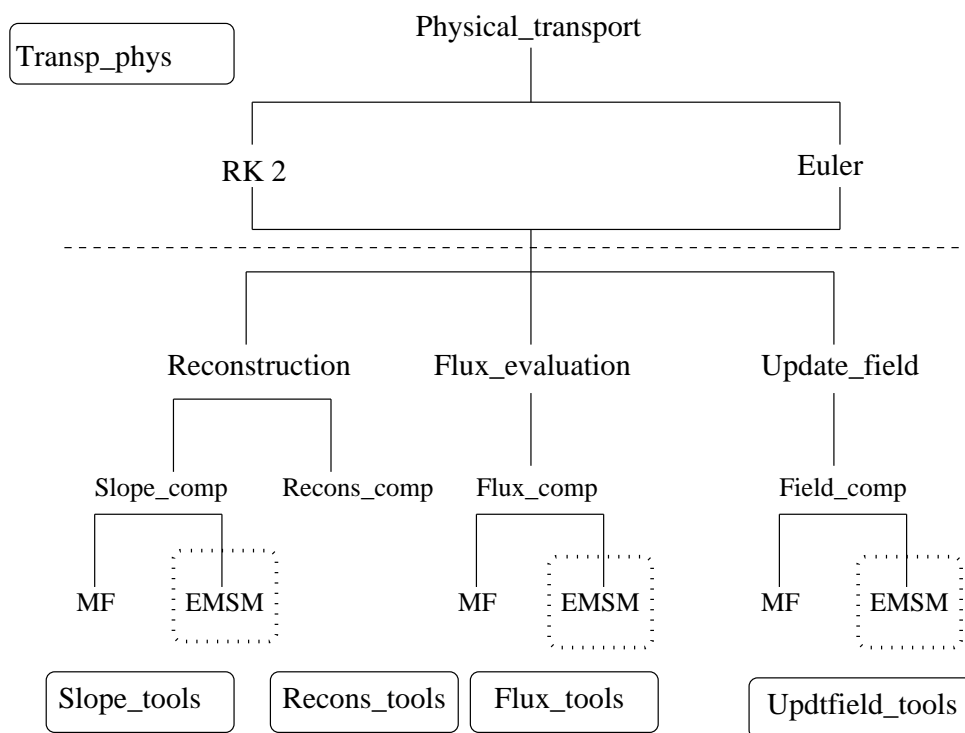 Physical_transport
Transp_phys
RK 2
Euler
Reconstruction
Flux_evaluation
Update_field
Slope_comp
Recons_comp
Flux_comp
Field_comp
MF
EMSM
MF
EMSM
MF
EMSM
Slope_tools
Recons_tools
Flux_tools
Updtfield_tools